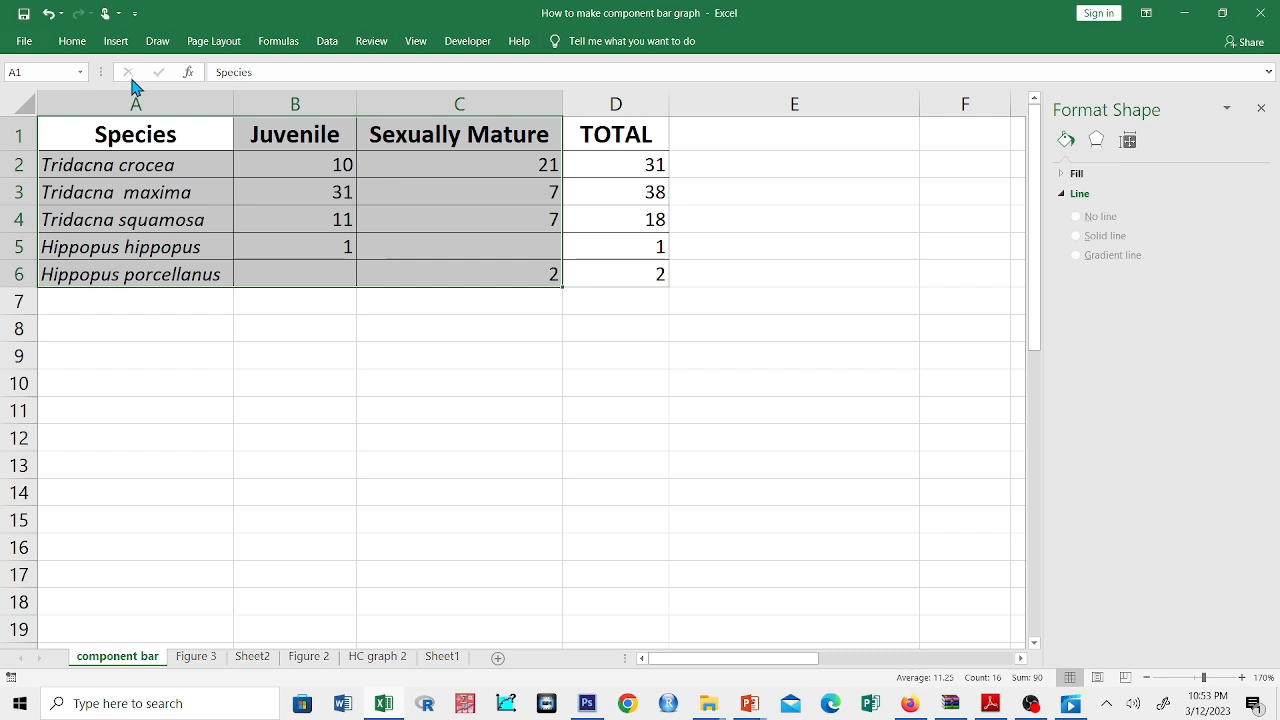 How to make component bar graph - Excel
Sign in
File Home Insert Draw Page Layout Formulas Data Review View Developer Help Tell me what you want to do Share
A1 fx Species
A B C D E F
1 Species Juvenile Sexually Mature TOTAL
2 Tridacna crocea 10 21 31
3 Tridacna maxima 31 7 38
4 Tridacna squamosa 11 7 18
5 Hippopus hippopus 1 1
6 Hippopus porcellanus 2 2
7
8
9
10
11
12
13
14
15
16
17
18
19
Format Shape
Fill
Line
No line
Solid line
Gradient line
component bar Figure 3 Sheet2 Figure HC graph 2 Sheet1
Average: 11.25 Count: 16 Sum: 90 170%
Type here to search
10:53 PM
3/12/2023